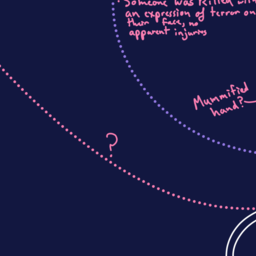 Someone was killed with
an expression of terror on
their face, no
apparent injuries
Mummified
hand?
?